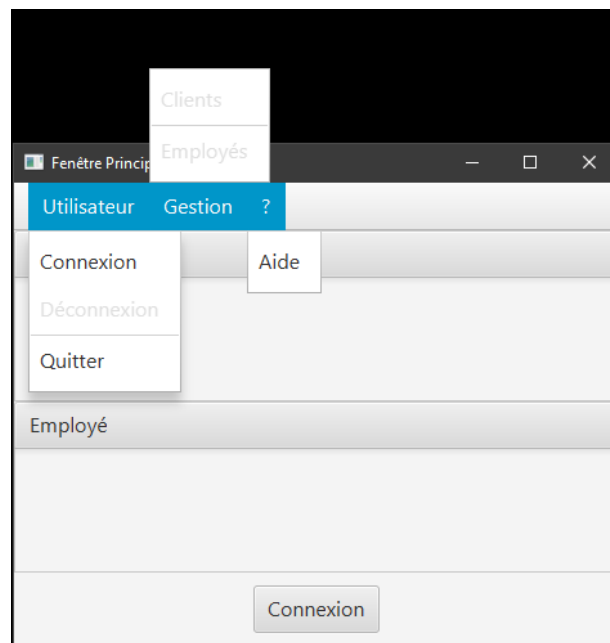 Clients
Employés
Fenêtre Princip
Utilisateur Gestion ?
Connexion
Aide
Déconnexion
Quitter
Employé
Connexion